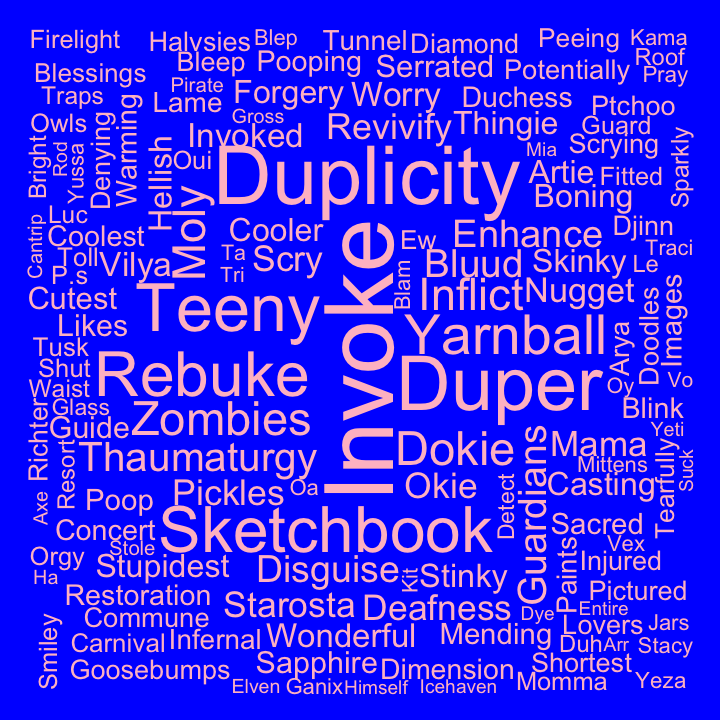 Firelight Halvsies Blep Tunnel Diamond Peeing Kama
Blessings Bleep Pooping Serrated Potentially Roof Pray
Traps Pirate Lame Forgery Worry Duchess Ptchoo
Owls Gross Invoked Revivify Thingie Guard
Bright Rod Yussa Denying Warming Hellish Oui Mia Scrying Sparkly
Duplicity Artie Fitted
Boning
Moly
Cantrip Luc Cooler Ew Enhance Djinn
Coolest Traci
Toll Vilya Ta Scry Bluud Skinky Le
P.s Tri Blam
Cutest Teeny Invoke Inflict Nugget Doodles Images
Likes Yarnball Arya
Tusk
Shut Rebuke Duper Oy Vo
Waist
Glass Zombies Blink
Richter Guide Yeti
Thaumaturgy Dokie Mama
Resort Mittens Tearfully Suck
Axe Poop Pickles Oa Okie Detect Guardians Casting
Concert Sketchbook Sacred
Stole Vex
Orgy Stupidest Disguise Kit Stinky Paints Injured
Ha
Restoration Starosta Deafness Dye Entire Pictured
Commune Lovers Jars
Smiley Carnival Infernal Wonderful Mending Duh Arr Stacy
Goosebumps Sapphire Dimension Shortest
Elven Ganix Himself Icehaven Momma Yeza